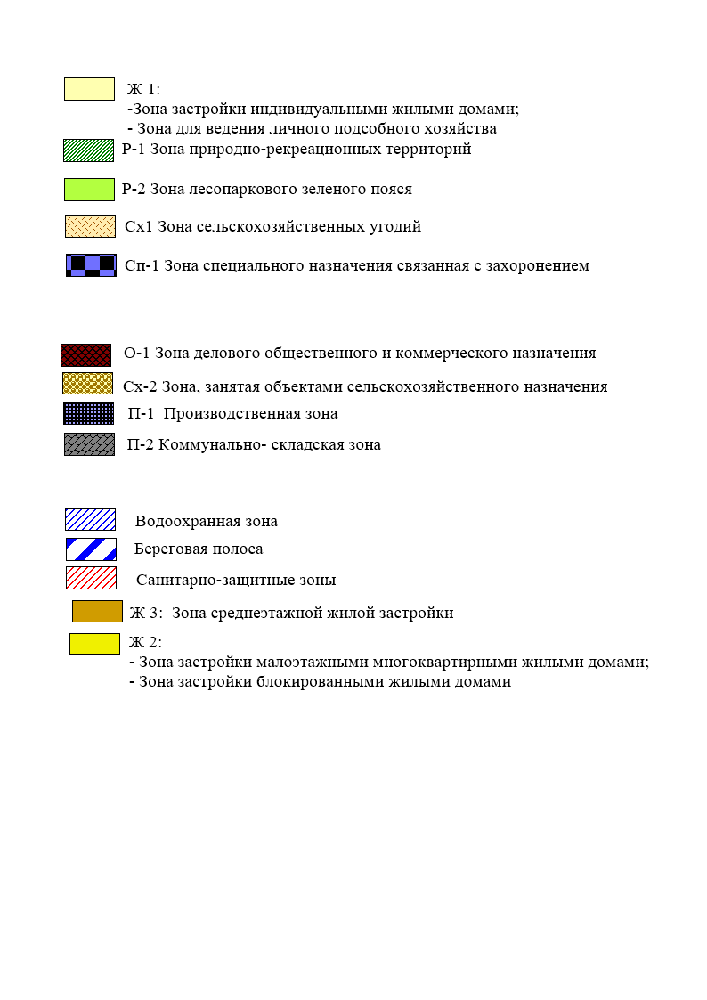 Ж 1:
-Зона застройки индивидуальными жилыми домами;
- Зона для ведения личного подсобного хозяйства
Р-1 Зона природно-рекреационных территорий
Р-2 Зона лесопаркового зеленого пояса
Сх1 Зона сельскохозяйственных угодий
Сп-1 Зона специального назначения связанная с захоронением
О-1 Зона делового общественного и коммерческого назначения
Сх-2 Зона, занятая объектами сельскохозяйственного назначения
П-1  Производственная зона
П-2 Коммунально- складская зона
Водоохранная зона
Береговая полоса
Санитарно-защитные зоны
Ж 3:  Зона среднеэтажной жилой застройки
Ж 2:
- Зона застройки малоэтажными многоквартирными жилыми домами;
- Зона застройки блокированными жилыми домами